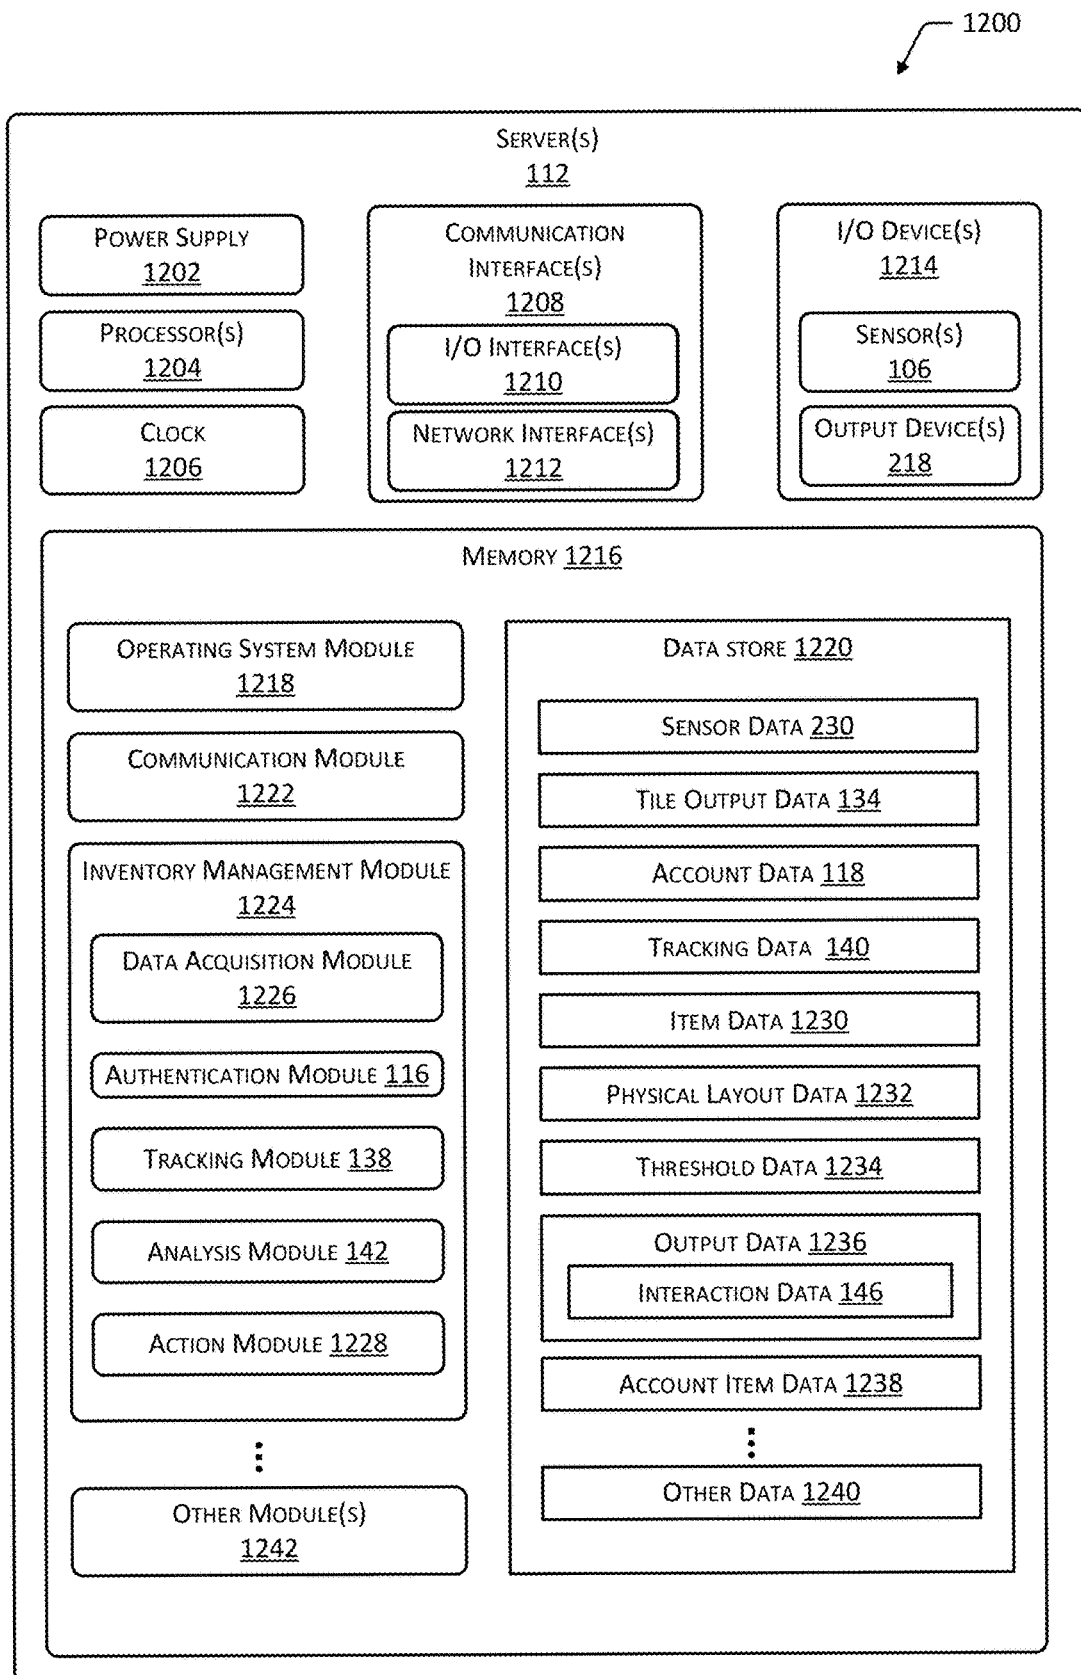 1200
SERVER(S)
112
POWER SUPPLY
1202
PROCESSOR(S)
1204
CLOCK
1206
COMMUNICATION
INTERFACE(S)
1208
I/O INTERFACE(S)
1210
NETWORK INTERFACE(S)
1212
I/O DEVICE(S)
1214
SENSOR(S)
106
OUTPUT DEVICE(S)
218
MEMORY 1216
OPERATING SYSTEM MODULE
1218
COMMUNICATION MODULE
1222
INVENTORY MANAGEMENT MODULE
1224
DATA ACQUISITION MODULE
1226
AUTHENTICATION MODULE 116
TRACKING MODULE 138
ANALYSIS MODULE 142
ACTION MODULE 1228
OTHER MODULE(S)
1242
DATA STORE 1220
SENSOR DATA 230
TILE OUTPUT DATA 134
ACCOUNT DATA 118
TRACKING DATA 140
ITEM DATA 1230
PHYSICAL LAYOUT DATA 1232
THRESHOLD DATA 1234
OUTPUT DATA 1236
INTERACTION DATA 146
ACCOUNT ITEM DATA 1238
OTHER DATA 1240